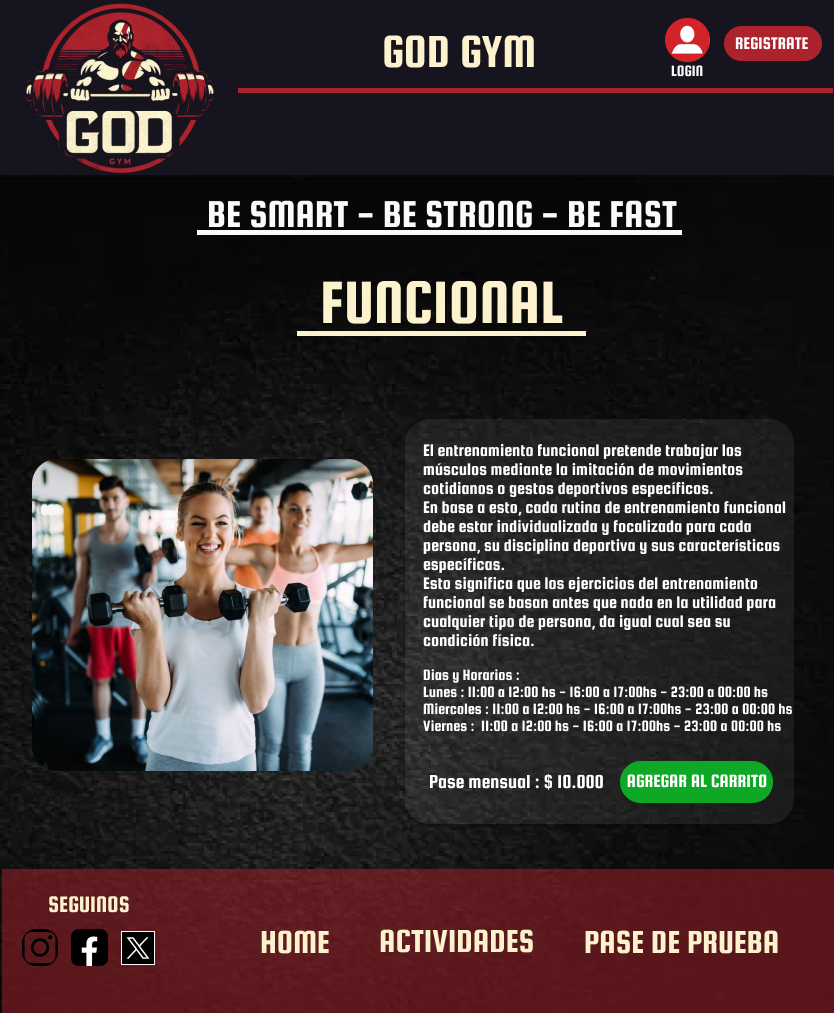 GOD
GYM
GOD GYM
LOGIN
REGISTRATE
BE SMART - BE STRONG - BE FAST
FUNCIONAL
El entrenamiento funcional pretende trabajar los
músculos mediante la imitación de movimientos
cotidianos o gestos deportivos específicos.
En base a esto, cada rutina de entrenamiento funcional
debe estar individualizada y focalizada para cada
persona, su disciplina deportiva y sus características
específicas.
Esto significa que los ejercicios del entrenamiento
funcional se basan antes que nada en la utilidad para
cualquier tipo de persona, da igual cual sea su
condición física.
Dias y Horarios :
Lunes : 11:00 a 12:00 hs - 16:00 a 17:00hs - 23:00 a 00:00 hs
Miercoles : 11:00 a 12:00 hs - 16:00 a 17:00hs - 23:00 a 00:00 hs
Viernes : 11:00 a 12:00 hs - 16:00 a 17:00hs - 23:00 a 00:00 hs
Pase mensual : $ 10.000
AGREGAR AL CARRITO
SEGUINOS
HOME
ACTIVIDADES
PASE DE PRUEBA